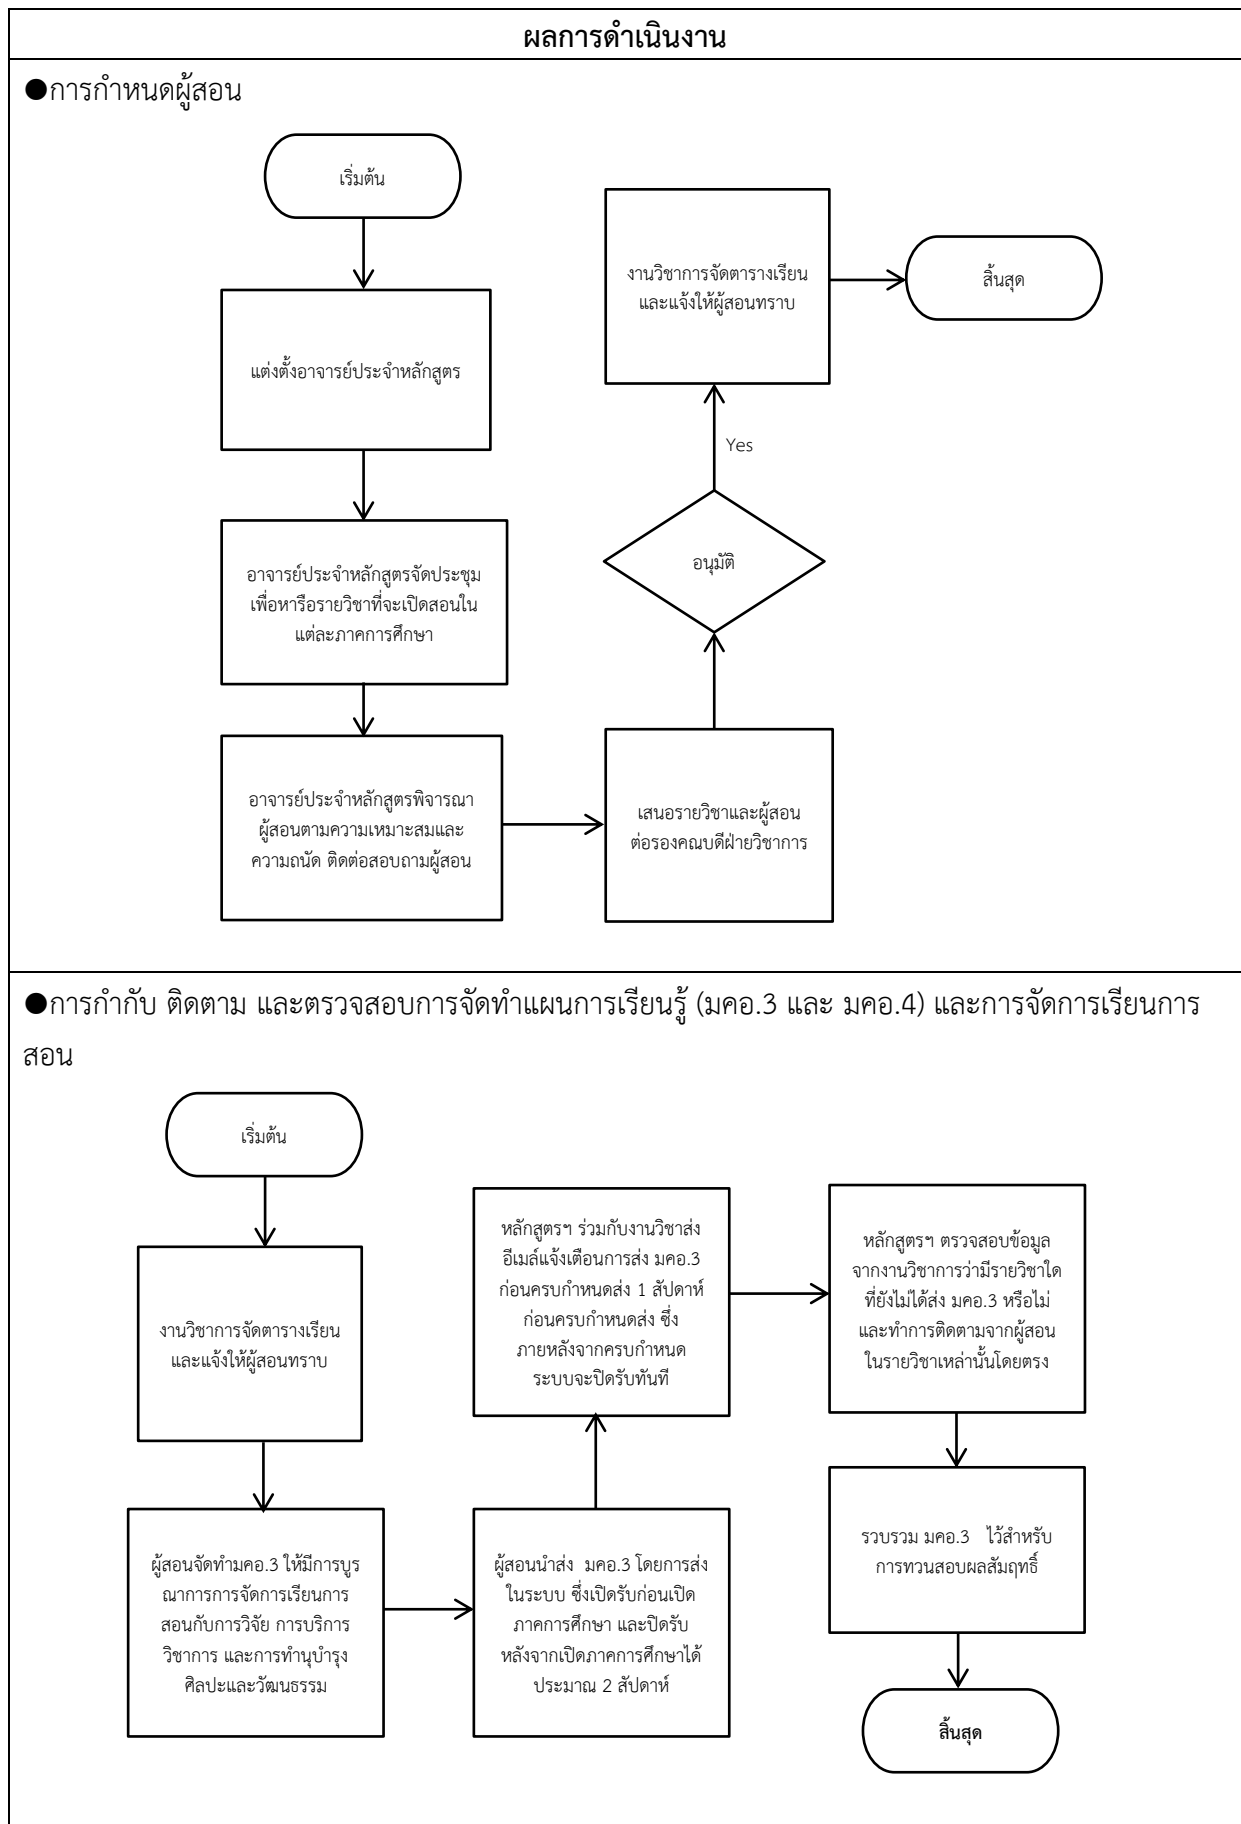 ผลการดำเนินงาน
●การกำหนดผู้สอน
เริ่มต้น
แต่งตั้งอาจารย์ประจำหลักสูตร
อาจารย์ประจำหลักสูตรจัดประชุม
เพื่อหารือรายวิชาที่จะเปิดสอนใน
แต่ละภาคการศึกษา
อาจารย์ประจำหลักสูตรพิจารณา
ผู้สอนตามความเหมาะสมและ
ความถนัด ติดต่อสอบถามผู้สอน
เสนอรายวิชาและผู้สอน
ต่อรองคณบดีฝ่ายวิชาการ
อนุมัติ
Yes
งานวิชาการจัดตารางเรียน
และแจ้งให้ผู้สอนทราบ
สิ้นสุด
●การกำกับ ติดตาม และตรวจสอบการจัดทำแผนการเรียนรู้ (มคอ.3 และ มคอ.4) และการจัดการเรียนการ
สอน
เริ่มต้น
งานวิชาการจัดตารางเรียน
และแจ้งให้ผู้สอนทราบ
ผู้สอนจัดทำมคอ.3 ให้มีการบูร
ณาการการจัดการเรียนการ
สอนกับการวิจัย การบริการ
วิชาการ และการทำนุบำรุง
ศิลปะและวัฒนธรรม
ผู้สอนนำส่ง มคอ.3 โดยการส่ง
ในระบบ ซึ่งเปิดรับก่อนเปิด
ภาคการศึกษา และปิดรับ
หลังจากเปิดภาคการศึกษาได้
ประมาณ 2 สัปดาห์
หลักสูตรฯ ร่วมกับงานวิชาส่ง
อีเมล์แจ้งเตือนการส่ง มคอ.3
ก่อนครบกำหนดส่ง 1 สัปดาห์
ก่อนครบกำหนดส่ง ซึ่ง
ภายหลังจากครบกำหนด
ระบบจะปิดรับทันที
หลักสูตรฯ ตรวจสอบข้อมูล
จากงานวิชาการว่ามีรายวิชาใด
ที่ยังไม่ได้ส่ง มคอ.3 หรือไม่
และทำการติดตามจากผู้สอน
ในรายวิชาเหล่านั้นโดยตรง
รวบรวม มคอ.3 ไว้สำหรับ
การทวนสอบผลสัมฤทธิ์
สิ้นสุด